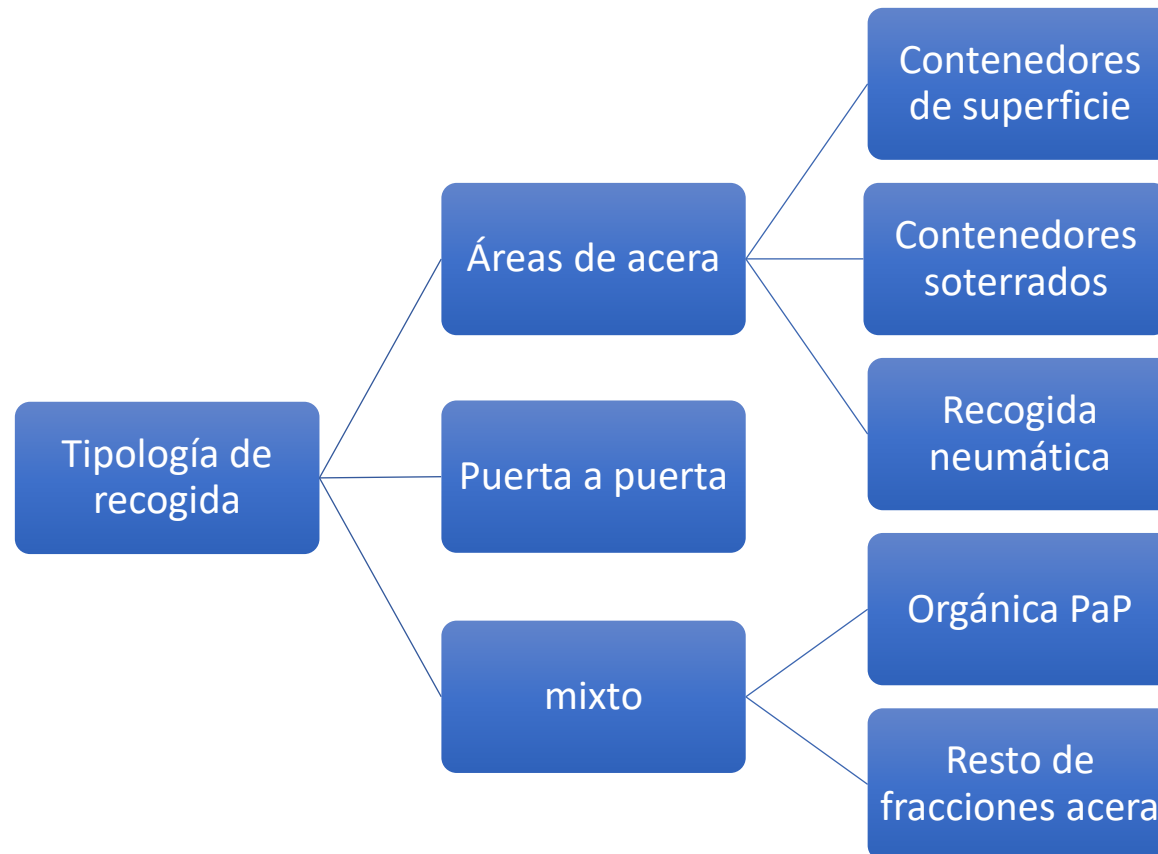 Tipología de
recogida
Áreas de acera
Contenedores
de superficie
Contenedores
soterrados
Recogida
neumática
Puerta a puerta
mixto
Orgánica PaP
Resto de
fracciones acera